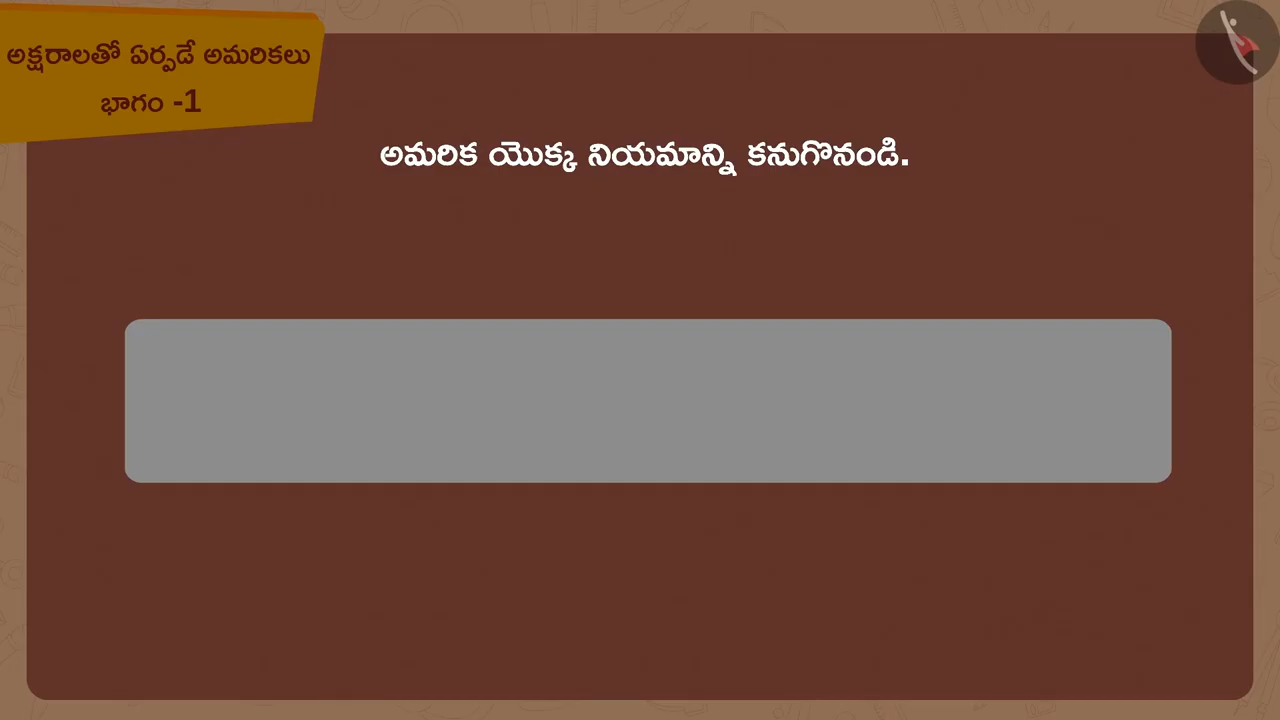 అక్షరాలతో ఏర్పడే అమరికలు
భాగం -1
అమరిక యొక్క నియమాన్ని కనుగొనండి.